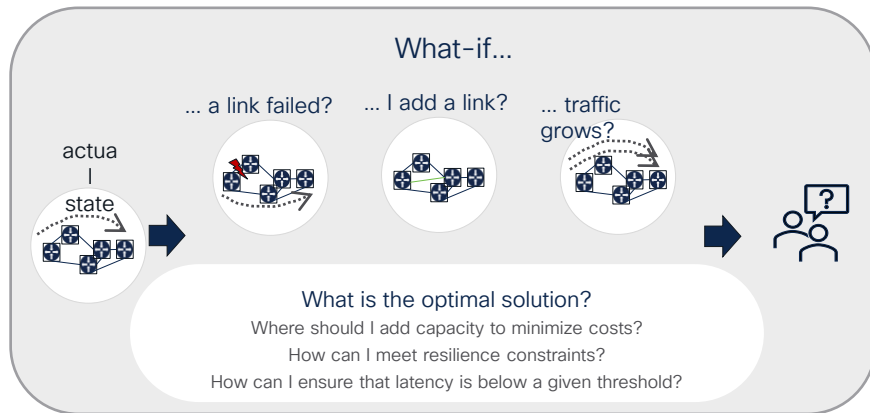 What-if...
... a link failed?
... I add a link?
... traffic
grows?
actua
l
state
?
What is the optimal solution?
Where should I add capacity to minimize costs?
How can I meet resilience constraints?
How can I ensure that latency is below a given threshold?